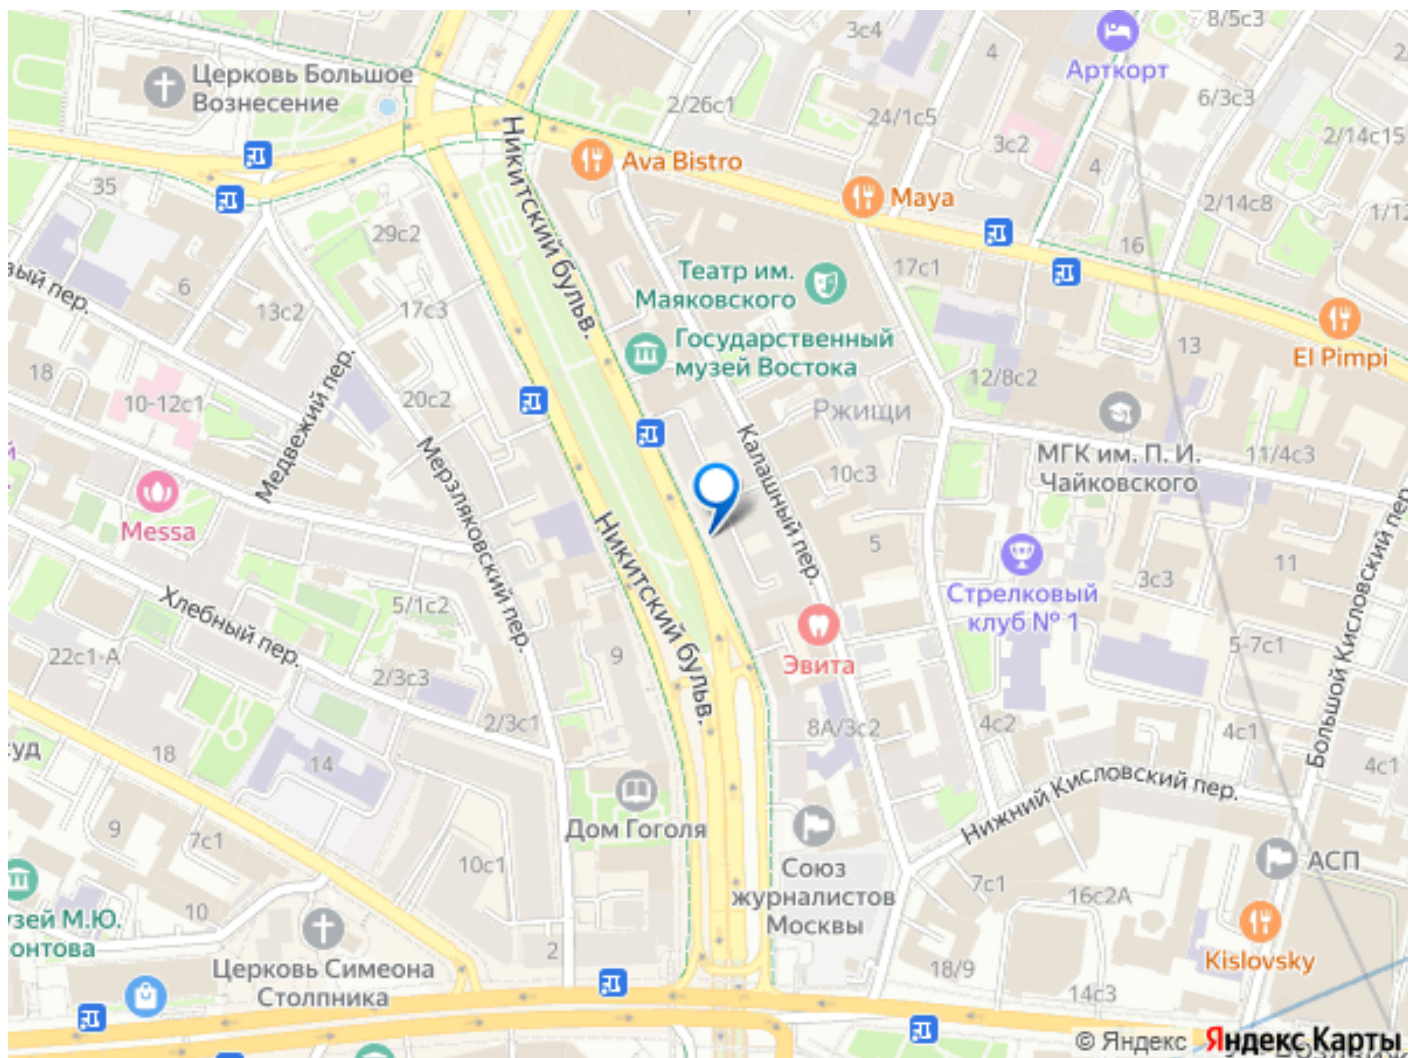 3с4
8/5с3
4
Арткорт
Церковь Большое
Вознесение
2/26с1
24/1с5
6/3с3
3с2
2/14с15
4
Ava Bistro
Maya
35
Никитский бульв.
2/14с8
1/12
29с2
16
17с1
Театр им.
Маяковского
6
13с2
17с3
Государственный
музей Востока
13
El Pimpi
18
10-12с1
Медвежий пер.
20с2
12/8с2
Ржищи
МГК им. П. И.
Чайковского
11/4с3
Мерзляковский пер.
Калашный пер.
10с3
Messa
Никитский бульв.
5
11
Стрелковый
клуб № 1
3с3
Большой Кисловский пер.
Хлебный пер.
5/1с2
Эвита
5-7с1
22с1-А
9
2/3с3
2/3с1
8А/3с2
4с2
4с1
4с1
18
14
Нижний Кисловский пер.
Дом Гоголя
9
7с1
10с1
Союз
журналистов
Москвы
7с1
16с2А
АСП
10
2
Церковь Симеона
Столпника
18/9
Kislovsky
14с3
© Яндекс
Яндекс Карты